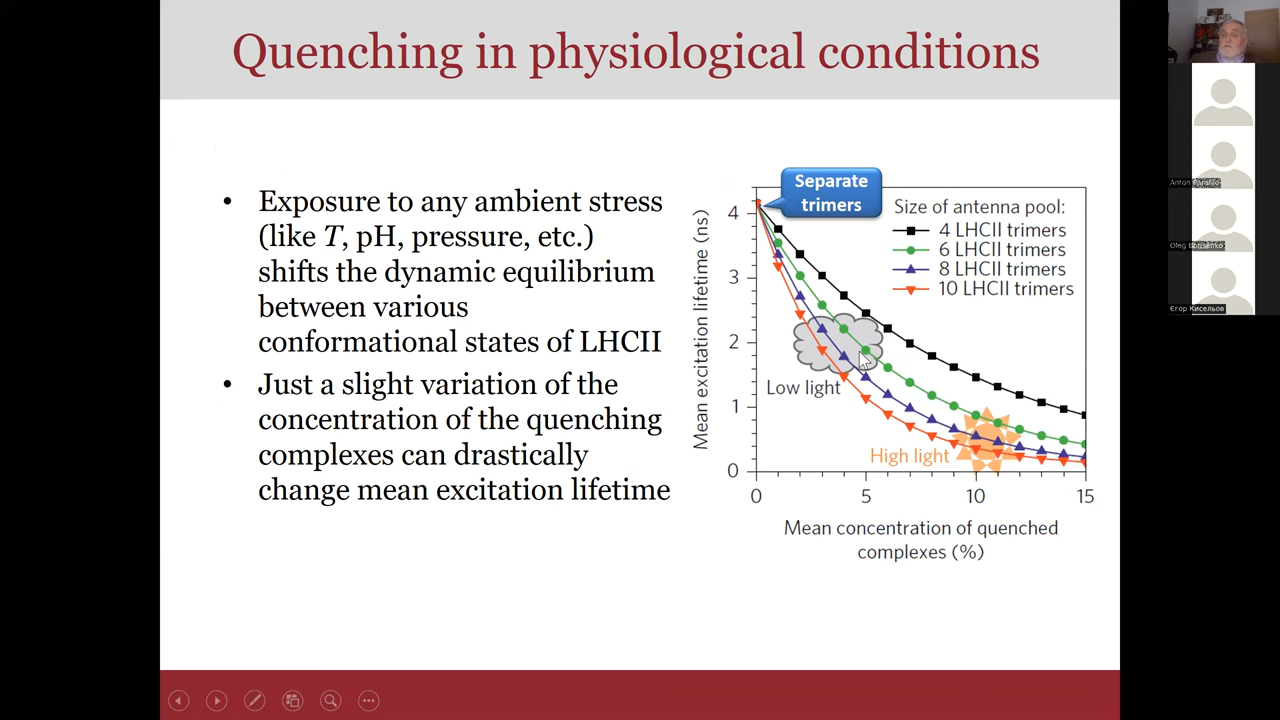 Quenching in physiological conditions
• Exposure to any ambient stress
(like T, pH, pressure, etc.)
shifts the dynamic equilibrium
between various
conformational states of LHCII
• Just a slight variation of the
concentration of the quenching
complexes can drastically
change mean excitation lifetime
Separate
trimers
Size of antenna pool:
4 LHCII trimers
6 LHCII trimers
8 LHCII trimers
10 LHCII trimers
Mean excitation lifetime (ns)
4
3
2
1
0
Low light
High light
0 5 10 15
Mean concentration of quenched
complexes (%)
Anton
Oleg
Єгор Кисельов